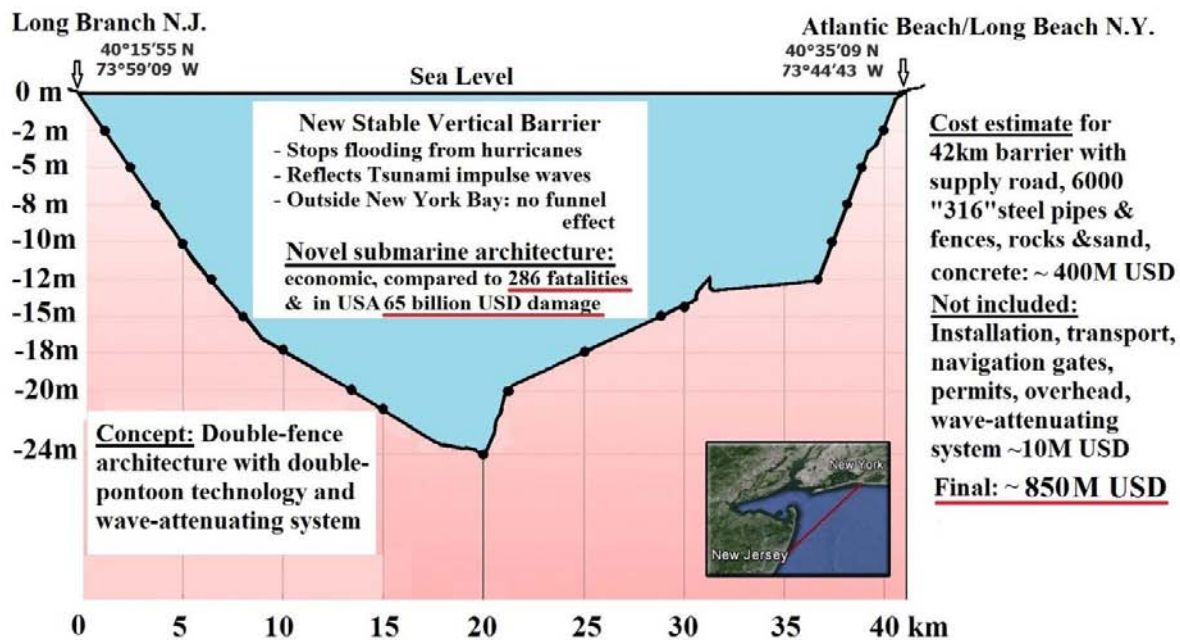 Long Branch N.J.
40°15'55 N
73°59'09 W
Atlantic Beach/Long Beach N.Y.
40°35'09 N
73°44'43 W
Sea Level
0 m
-2 m
-5 m
-8 m
-10m
-12m
-15m
-18m
-20m
-24m
New Stable Vertical Barrier
- Stops flooding from hurricanes
- Reflects Tsunami impulse waves
- Outside New York Bay: no funnel
effect
Novel submarine architecture:
economic, compared to 286 fatalities
& in USA 65 billion USD damage
Concept: Double-fence
architecture with double-
pontoon technology and
wave-attenuating system
New York
New Jersey
Cost estimate for
42km barrier with
supply road, 6000
"316"steel pipes &
fences, rocks &sand,
concrete: ~ 400M USD
Not included:
Installation, transport,
navigation gates,
permits, overhead,
wave-attenuating
system ~10M USD
Final: ~ 850M USD
0 5 10 15 20 25 30 35 40 km